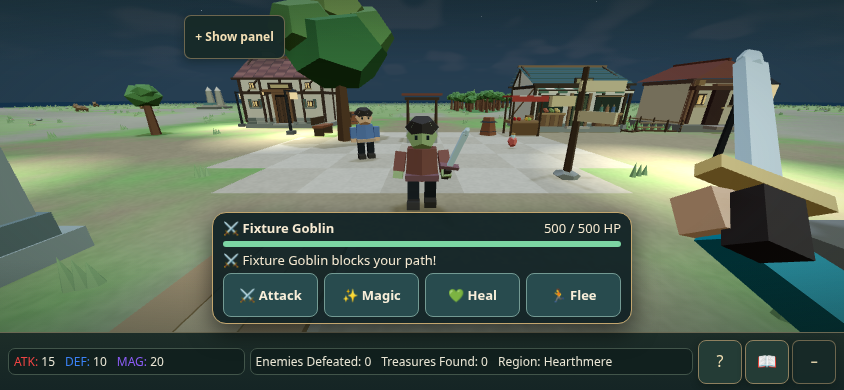 + Show panel
⚔️ Fixture Goblin 500 / 500 HP
⚔️ Fixture Goblin blocks your path!
⚔️ Attack ✨ Magic 💚 Heal 🏃 Flee
ATK: 15 DEF: 10 MAG: 20 Enemies Defeated: 0 Treasures Found: 0 Region: Hearthmere ? 📖 –